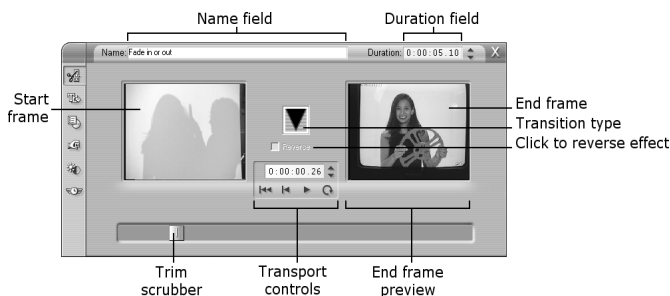 Name field
Duration field
Name: Fade in or out
Duration: 0:00:05.10
X
Start
frame
End frame
Transition type
Click to reverse effect
Reverse
0:00:00.26
Trim
scrubber
Transport
controls
End frame
preview